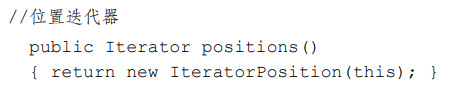 //位置迭代器
public Iterator positions()
{ return new IteratorPosition(this); }